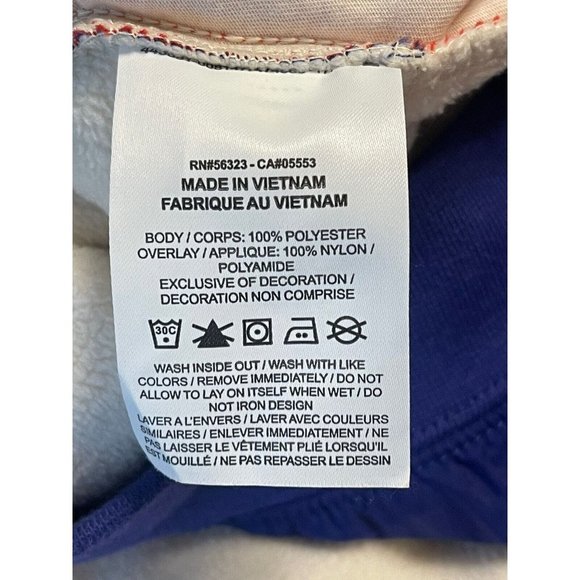 RN#56323 - CA#05553
MADE IN VIETNAM
FABRIQUE AU VIETNAM
BODY / CORPS: 100% POLYESTER
OVERLAY / APPLIQUE: 100% NYLON /
POLYAMIDE
EXCLUSIVE OF DECORATION /
DECORATION NON COMPRISE
30C
WASH INSIDE OUT / WASH WITH LIKE
COLORS / REMOVE IMMEDIATELY / DO NOT
ALLOW TO LAY ON ITSELF WHEN WET / DO
NOT IRON DESIGN
LAVER A L'ENVERS / LAVER AVEC COULEURS
SIMILAIRES / ENLEVER IMMÉDIATEMENT / NE
PAS LAISSER LE VÊTEMENT PLIÉ LORSQU'IL
EST MOUILLÉ / NE PAS REPASSER LE DESSIN